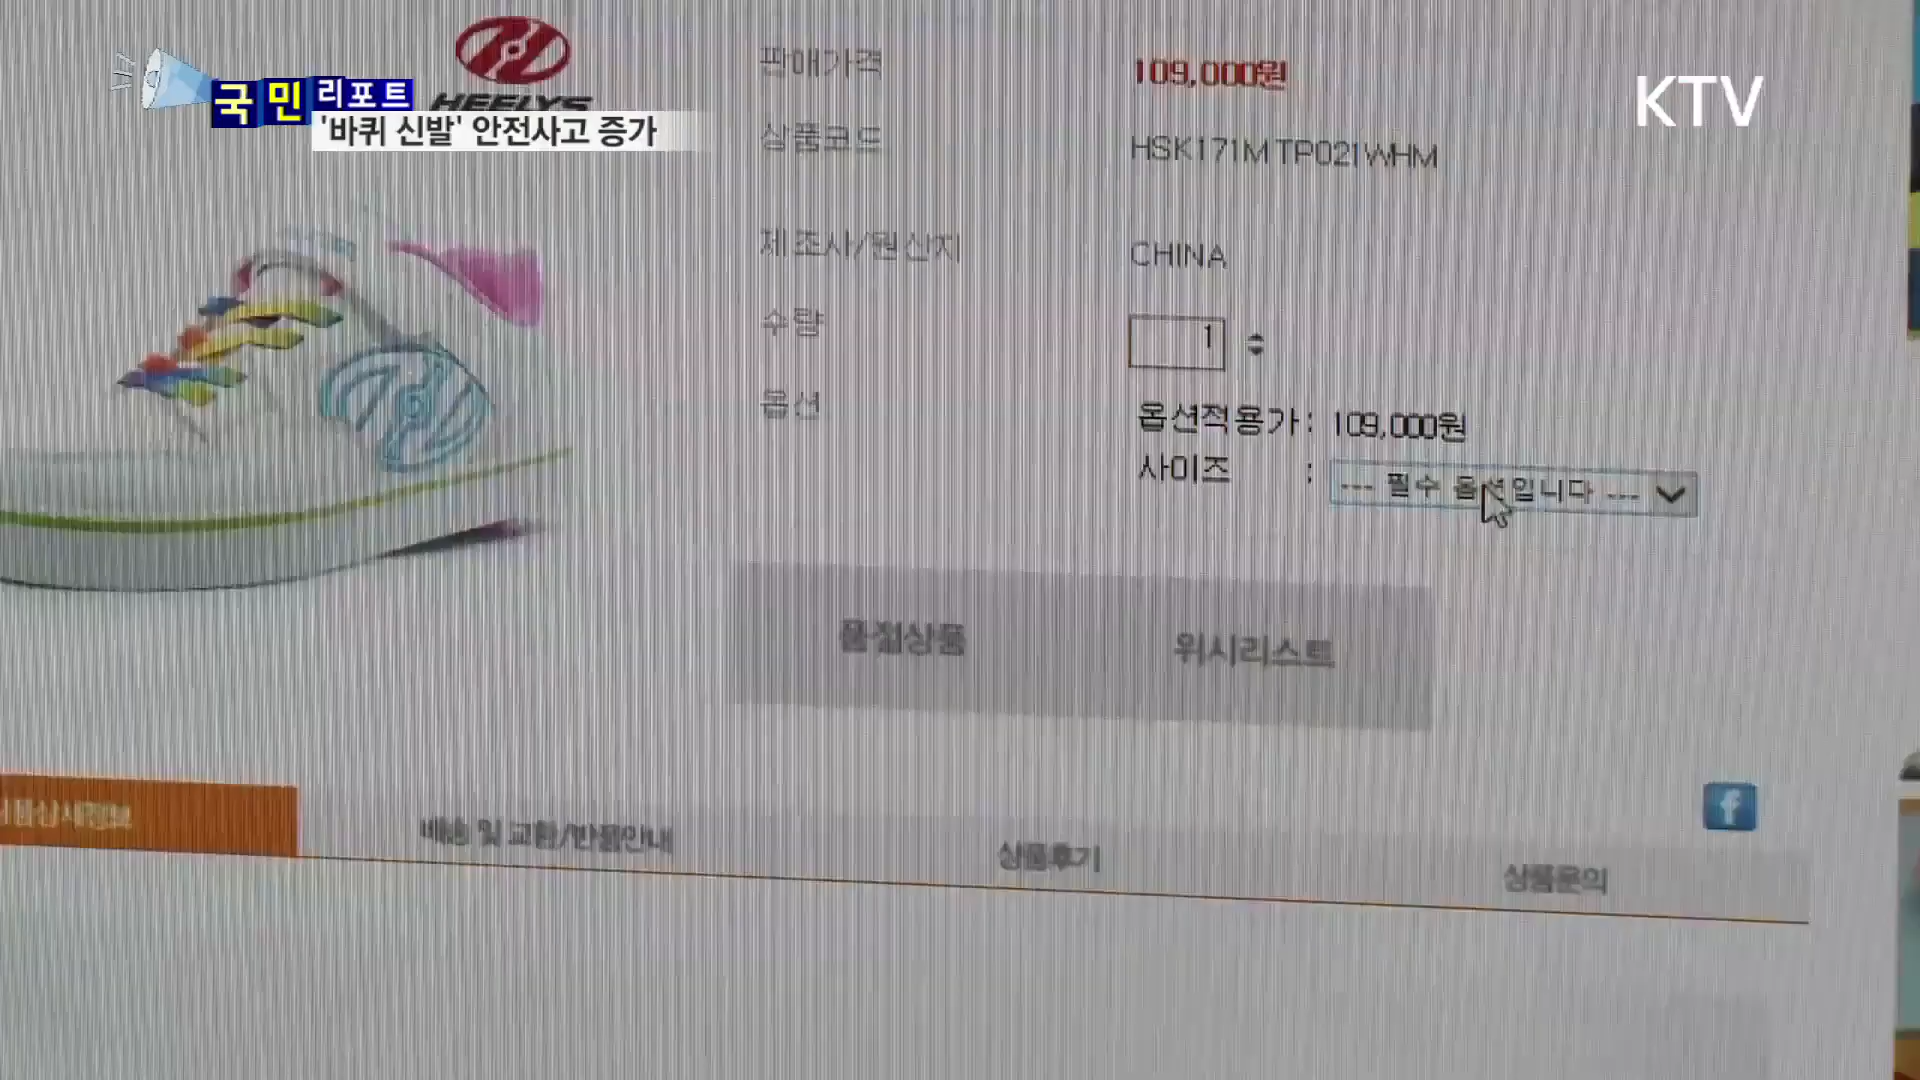 국민 리포트
'바퀴 신발' 안전사고 증가
KTV
HEELYS
판매가격 109,000원
상품코드 HSK171MTP021WHM
제조사/원산지 CHINA
수량 1
옵션
옵션적용가 : 109,000원
사이즈 : --- 필수 옵션입니다 ---
품절상품 위시리스트
f
배송 및 교환/반품안내 상품후기 상품문의